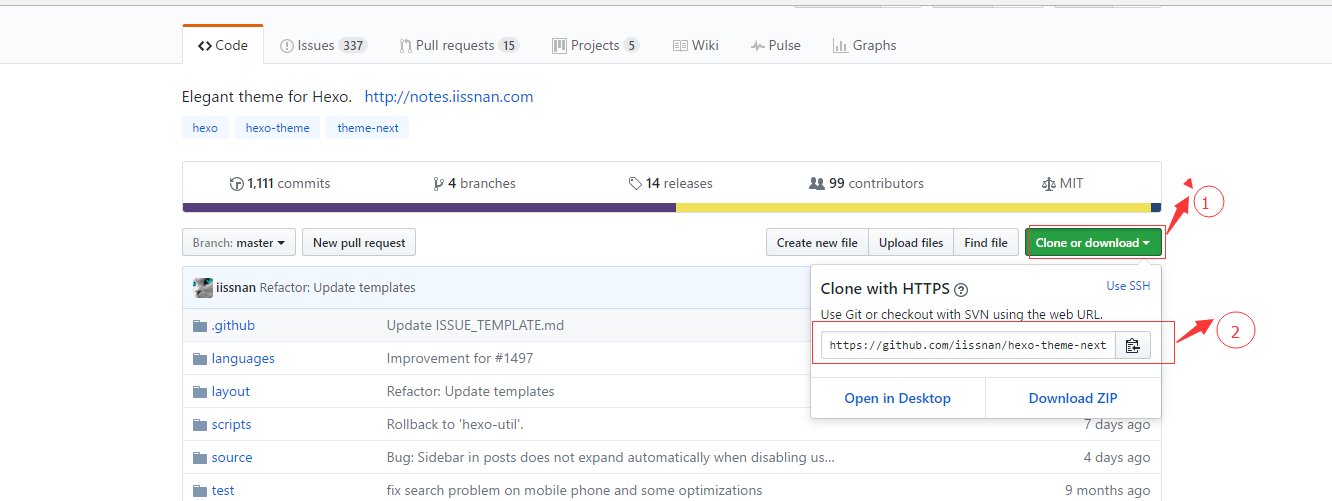 Code Issues 337 Pull requests 15 Projects 5 Wiki Pulse Graphs
Elegant theme for Hexo. http://notes.iissnan.com
hexo hexo-theme theme-next
1,111 commits 4 branches 14 releases 99 contributors MIT
1
Branch: master New pull request Create new file Upload files Find file Clone or download
iissnan Refactor: Update templates
Clone with HTTPS ? Use SSH
Use Git or checkout with SVN using the web URL.
.github Update ISSUE_TEMPLATE.md
https://github.com/iissnan/hexo-theme-next
2
languages Improvement for #1497
layout Refactor: Update templates
Open in Desktop Download ZIP
scripts Rollback to 'hexo-util'. 7 days ago
source Bug: Sidebar in posts does not expand automatically when disabling us... 4 days ago
test fix search problem on mobile phone and some optimizations 9 months ago